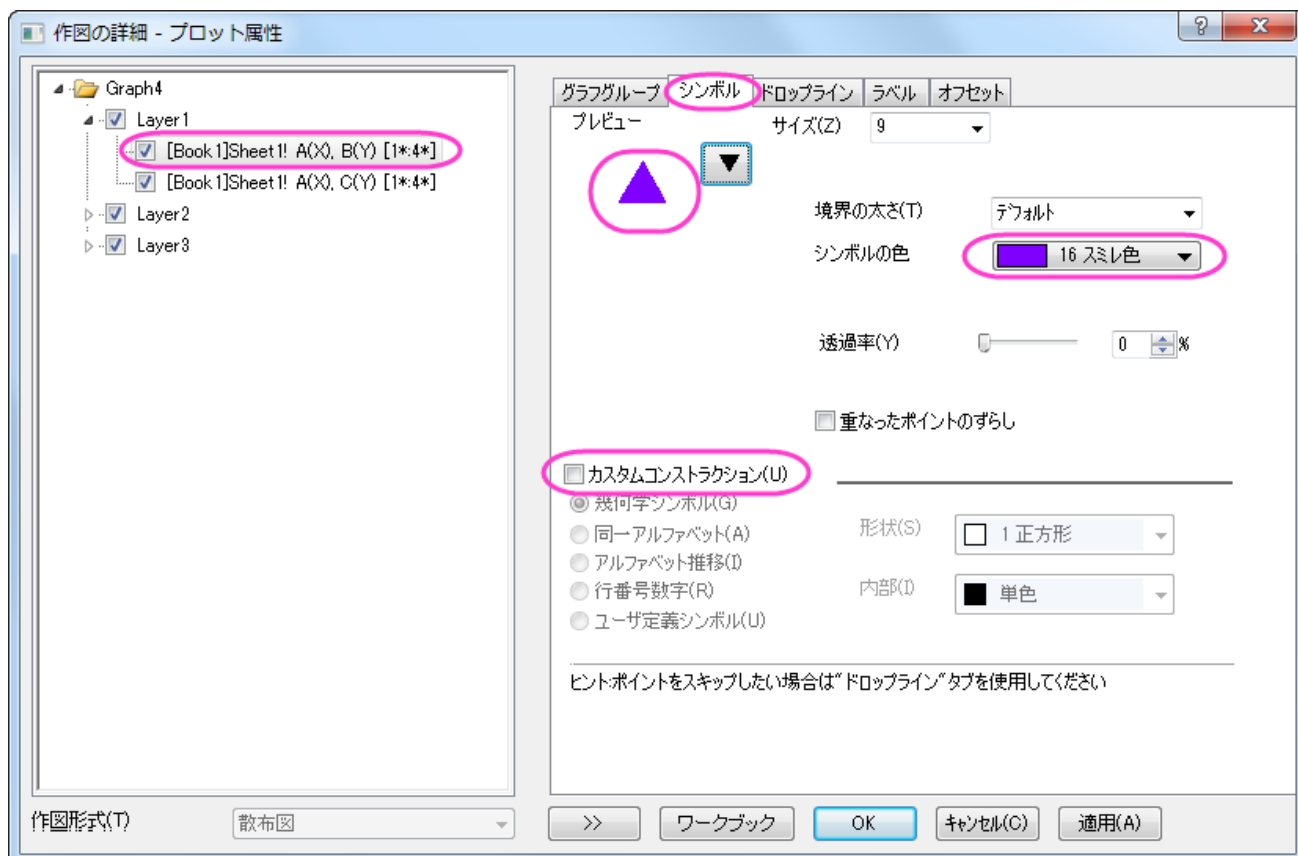 作図の詳細 - プロット属性
Graph4
Layer1
[Book1]Sheet1! A(X), B(Y) [1*:4*]
[Book1]Sheet1! A(X), C(Y) [1*:4*]
Layer2
Layer3
作図形式(T) 散布図
グラフグループ シンボル ドロップライン ラベル オフセット
プレビュー サイズ(Z) 9
境界の太さ(T) デフォルト
シンボルの色 16 スミレ色
透過率(Y) 0 %
重なったポイントのずらし
カスタムコンストラクション(U)
幾何学シンボル(G)
同一アルファベット(A)
アルファベット推移(I)
行番号数字(R)
ユーザ定義シンボル(U)
形状(S) 1 正方形
内部(I) 単色
ヒント:ポイントをスキップしたい場合は"ドロップライン"タブを使用してください
>> ワークブック OK キャンセル(C) 適用(A)